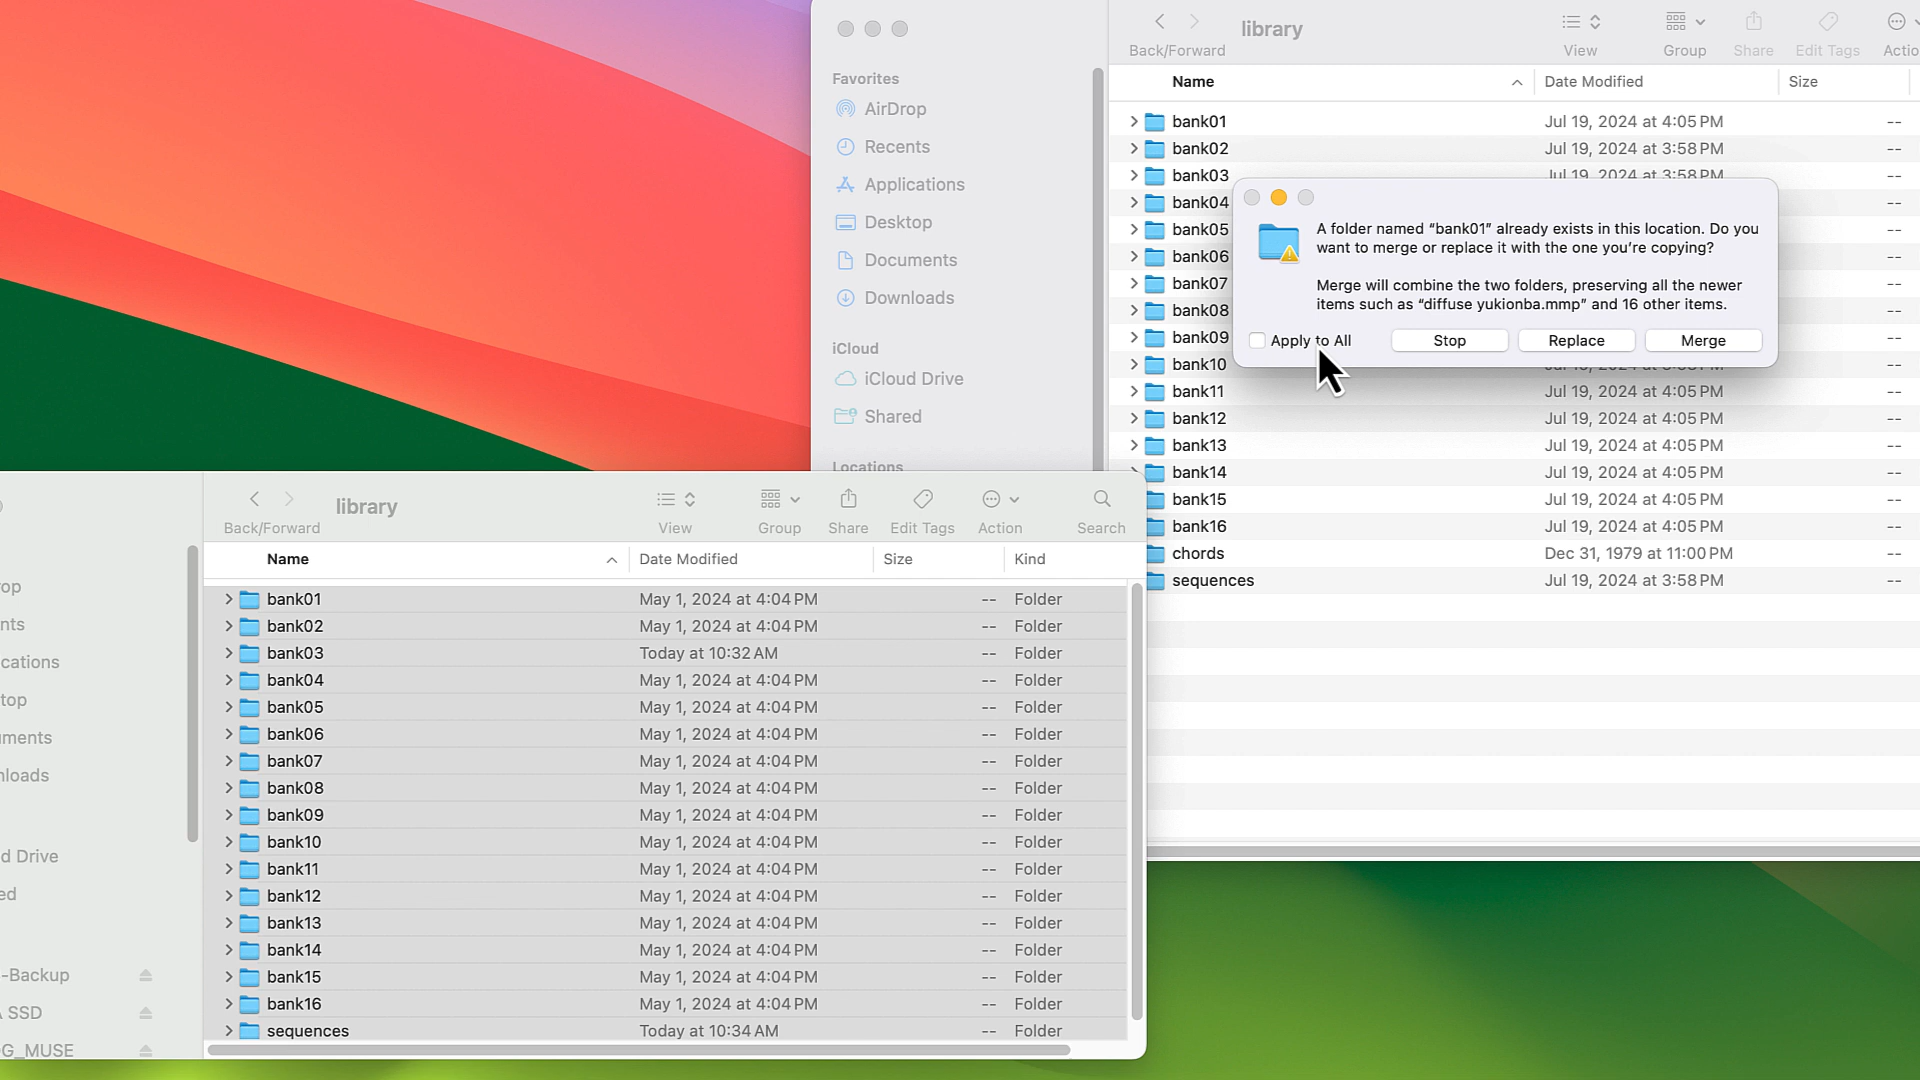 Favorites
AirDrop
Recents
Applications
Desktop
Documents
Downloads
iCloud
iCloud Drive
Shared
Locations
library
Back/Forward
View
Group
Share
Edit Tags
Actio
Name
Date Modified
Size
bank01 Jul 19, 2024 at 4:05 PM --
bank02 Jul 19, 2024 at 3:58 PM --
bank03 Jul 19, 2024 at 3:58 PM --
bank04 --
bank05 --
bank06 --
bank07 --
bank08 --
bank09 --
bank10 --
bank11 Jul 19, 2024 at 4:05 PM --
bank12 Jul 19, 2024 at 4:05 PM --
bank13 Jul 19, 2024 at 4:05 PM --
bank14 Jul 19, 2024 at 4:05 PM --
bank15 Jul 19, 2024 at 4:05 PM --
bank16 Jul 19, 2024 at 4:05 PM --
chords Dec 31, 1979 at 11:00 PM --
sequences Jul 19, 2024 at 3:58 PM --
A folder named “bank01” already exists in this location. Do you
want to merge or replace it with the one you’re copying?
Merge will combine the two folders, preserving all the newer
items such as “diffuse yukionba.mmp” and 16 other items.
Apply to All
Stop
Replace
Merge
op
nts
cations
top
ments
nloads
d Drive
ed
-Backup
SSD
G_MUSE
library
Back/Forward
View
Group
Share
Edit Tags
Action
Search
Name
Date Modified
Size
Kind
bank01 May 1, 2024 at 4:04 PM -- Folder
bank02 May 1, 2024 at 4:04 PM -- Folder
bank03 Today at 10:32 AM -- Folder
bank04 May 1, 2024 at 4:04 PM -- Folder
bank05 May 1, 2024 at 4:04 PM -- Folder
bank06 May 1, 2024 at 4:04 PM -- Folder
bank07 May 1, 2024 at 4:04 PM -- Folder
bank08 May 1, 2024 at 4:04 PM -- Folder
bank09 May 1, 2024 at 4:04 PM -- Folder
bank10 May 1, 2024 at 4:04 PM -- Folder
bank11 May 1, 2024 at 4:04 PM -- Folder
bank12 May 1, 2024 at 4:04 PM -- Folder
bank13 May 1, 2024 at 4:04 PM -- Folder
bank14 May 1, 2024 at 4:04 PM -- Folder
bank15 May 1, 2024 at 4:04 PM -- Folder
bank16 May 1, 2024 at 4:04 PM -- Folder
sequences Today at 10:34 AM -- Folder